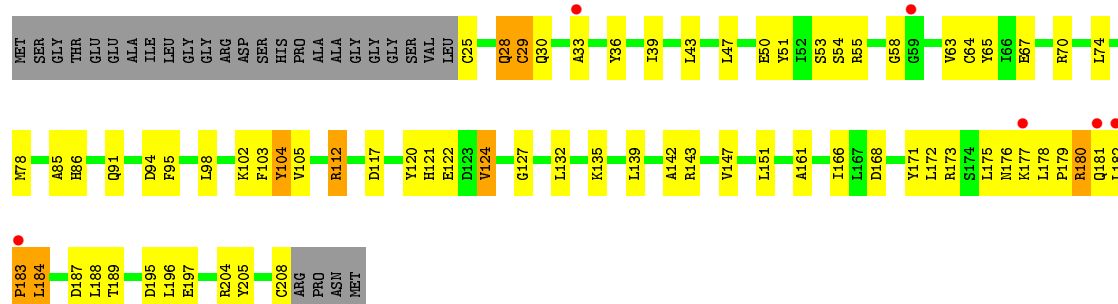 MET SER GLY THR GLU GLU ALA ILE LEU GLY GLY ARG ASP SER HIS PRO ALA ALA GLY GLY GLY SER VAL LEU C25 Q28 C29 Q30 A33 Y36 I39 L43 L47 E50 Y51 I52 S53 S54 R55 G58 G59 V63 C64 Y65 I66 E67 R70 L74
M78 A85 H86 Q91 D94 F95 L98 K102 F103 Y104 V105 R112 D117 Y120 H121 E122 D123 V124 G127 L132 K135 L139 A142 R143 V147 L151 A161 I166 L167 D168 Y171 L172 R173 S174 L175 N176 K177 L178 P179 R180 Q181 L182
P183 L184 D187 L188 T189 D195 L196 E197 R204 Y205 C208 ARG PRO ASN MET